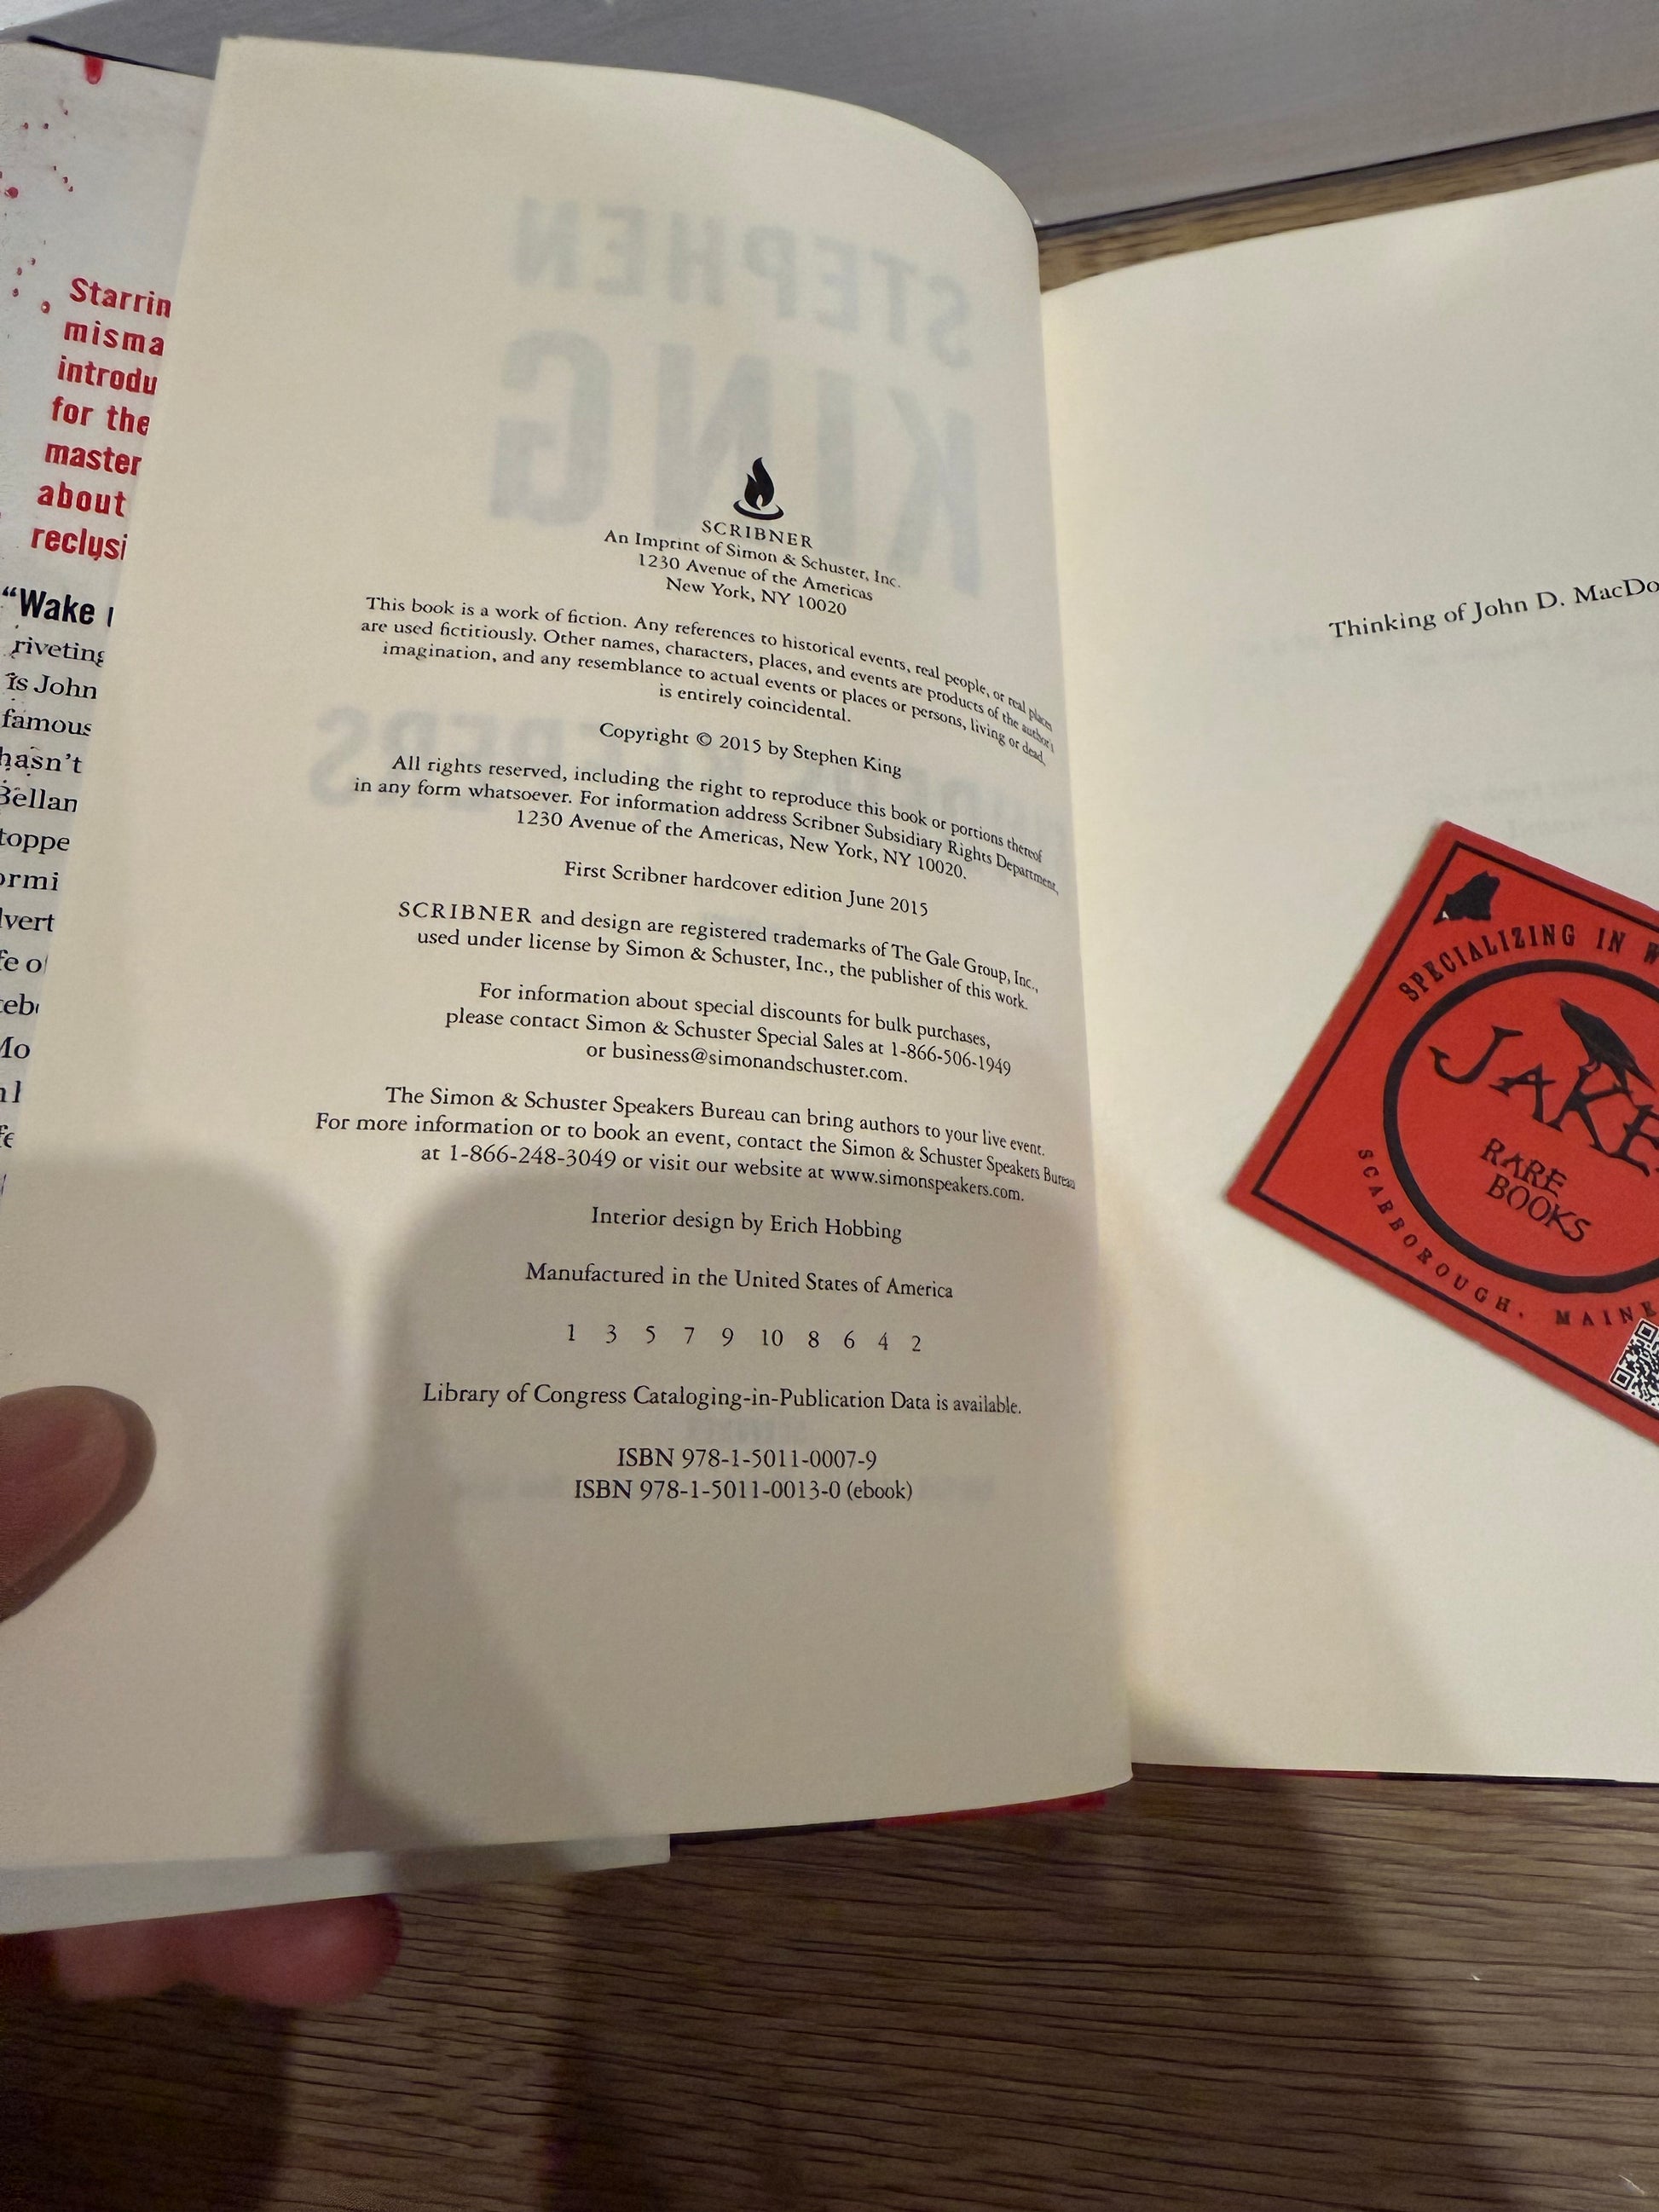 Starrin
misma
introdu
for the
master
about
reclusi
“Wake
riveting
is John
famous
hasn't
Bellan
toppe
ormi
lvert
fe of
teb
Mo
STEPHEN
KING
SCRIBNER
An Imprint of Simon & Schuster, Inc.
1230 Avenue of the Americas
New York, NY 10020
This book is a work of fiction. Any references to historical events, real people, or real places
are used fictitiously. Other names, characters, places, and events are products of the author's
imagination, and any resemblance to actual events or places or persons, living or dead,
is entirely coincidental.
Copyright © 2015 by Stephen King
All rights reserved, including the right to reproduce this book or portions thereof
in any form whatsoever. For information address Scribner Subsidiary Rights Department,
1230 Avenue of the Americas, New York, NY 10020.
First Scribner hardcover edition June 2015
SCRIBNER and design are registered trademarks of The Gale Group, Inc.,
used under license by Simon & Schuster, Inc., the publisher of this work.
For information about special discounts for bulk purchases,
please contact Simon & Schuster Special Sales at 1-866-506-1949
or business@simonandschuster.com.
The Simon & Schuster Speakers Bureau can bring authors to your live event.
For more information or to book an event, contact the Simon & Schuster Speakers Bureau
at 1-866-248-3049 or visit our website at www.simonspeakers.com.
Interior design by Erich Hobbing
Manufactured in the United States of America
1 3 5 7 9 10 8 6 4 2
Library of Congress Cataloging-in-Publication Data is available.
ISBN 978-1-5011-0007-9
ISBN 978-1-5011-0013-0 (ebook)
Thinking of John D. MacDo
SPECIALIZING IN W
JAKE
RARE
BOOKS
SCARBOROUGH, MAINE